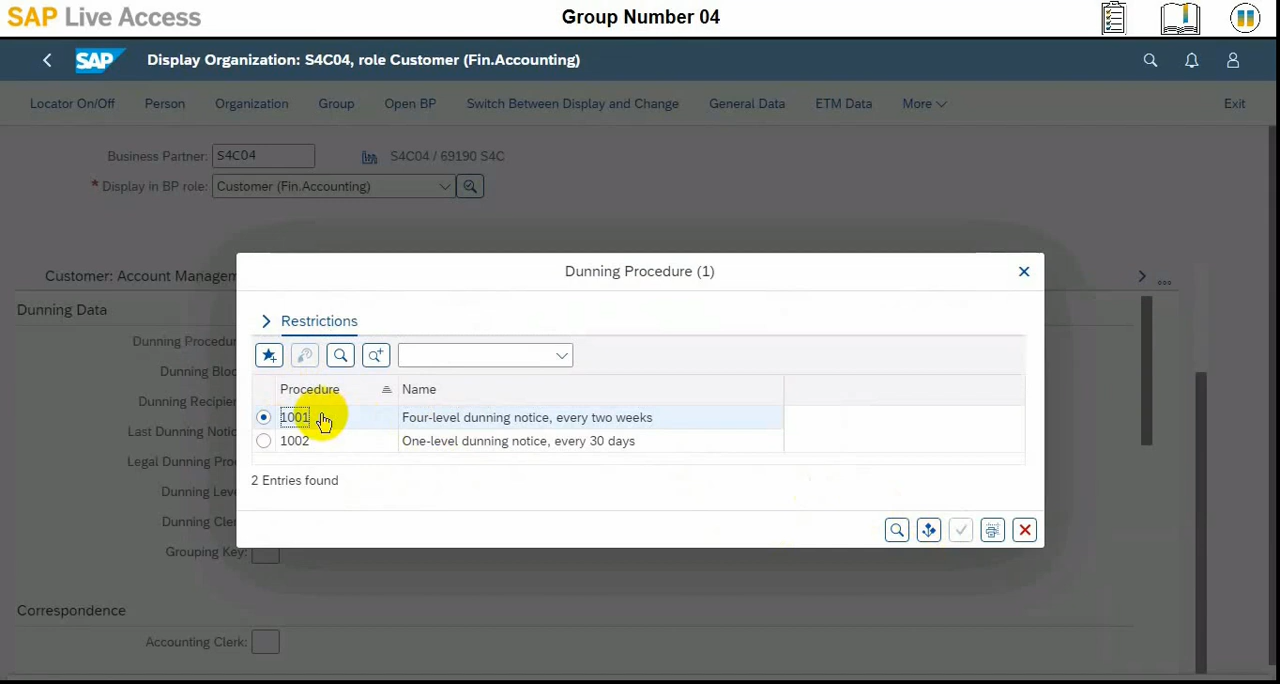 SAP Live Access
Group Number 04
SAP
Display Organization: S4C04, role Customer (Fin.Accounting)
Locator On/Off Person Organization Group Open BP Switch Between Display and Change General Data ETM Data More Exit
Business Partner: S4C04 S4C04 / 69190 S4C
* Display in BP role: Customer (Fin.Accounting)
Customer: Account Managem
Dunning Procedure (1)
Dunning Data
Restrictions
Dunning Procedur
Dunning Bloc
Dunning Recipien
Last Dunning Notic
Legal Dunning Pro
Dunning Leve
Dunning Cler
Grouping Key:
Procedure Name
1001 Four-level dunning notice, every two weeks
1002 One-level dunning notice, every 30 days
2 Entries found
Correspondence
Accounting Clerk: